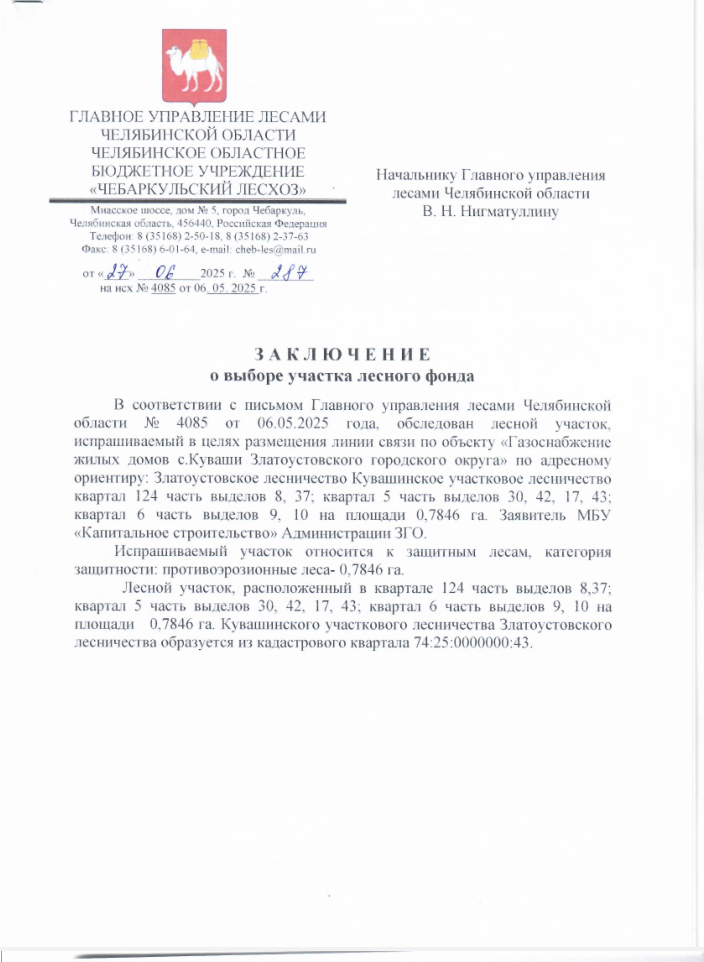 ГЛАВНОЕ УПРАВЛЕНИЕ ЛЕСАМИ
ЧЕЛЯБИНСКОЙ ОБЛАСТИ
ЧЕЛЯБИНСКОЕ ОБЛАСТНОЕ
БЮДЖЕТНОЕ УЧРЕЖДЕНИЕ
«ЧЕБАРКУЛЬСКИЙ ЛЕСХОЗ»
Миасское шоссе, дом № 5, город Чебаркуль,
Челябинская область, 456440, Российская Федерация
Телефон: 8 (35168) 2-50-18, 8 (35168) 2-37-63
Факс: 8 (35168) 6-01-64, e-mail: cheb-les@mail.ru
от «27» 06 2025 г. № 287
на исх № 4085 от 06. 05. 2025 г.
Начальнику Главного управления
лесами Челябинской области
В. Н. Нигматуллину
З А К Л Ю Ч Е Н И Е
о выборе участка лесного фонда
В соответствии с письмом Главного управления лесами Челябинской
области № 4085 от 06.05.2025 года, обследован лесной участок,
испрашиваемый в целях размещения линии связи по объекту «Газоснабжение
жилых домов с.Куваши Златоустовского городского округа» по адресному
ориентиру: Златоустовское лесничество Кувашинское участковое лесничество
квартал 124 часть выделов 8, 37; квартал 5 часть выделов 30, 42, 17, 43;
квартал 6 часть выделов 9, 10 на площади 0,7846 га. Заявитель МБУ
«Капитальное строительство» Администрации ЗГО.
Испрашиваемый участок относится к защитным лесам, категория
защитности: противоэрозионные леса- 0,7846 га.
Лесной участок, расположенный в квартале 124 часть выделов 8,37;
квартал 5 часть выделов 30, 42, 17, 43; квартал 6 часть выделов 9, 10 на
площади 0,7846 га. Кувашинского участкового лесничества Златоустовского
лесничества образуется из кадастрового квартала 74:25:0000000:43.